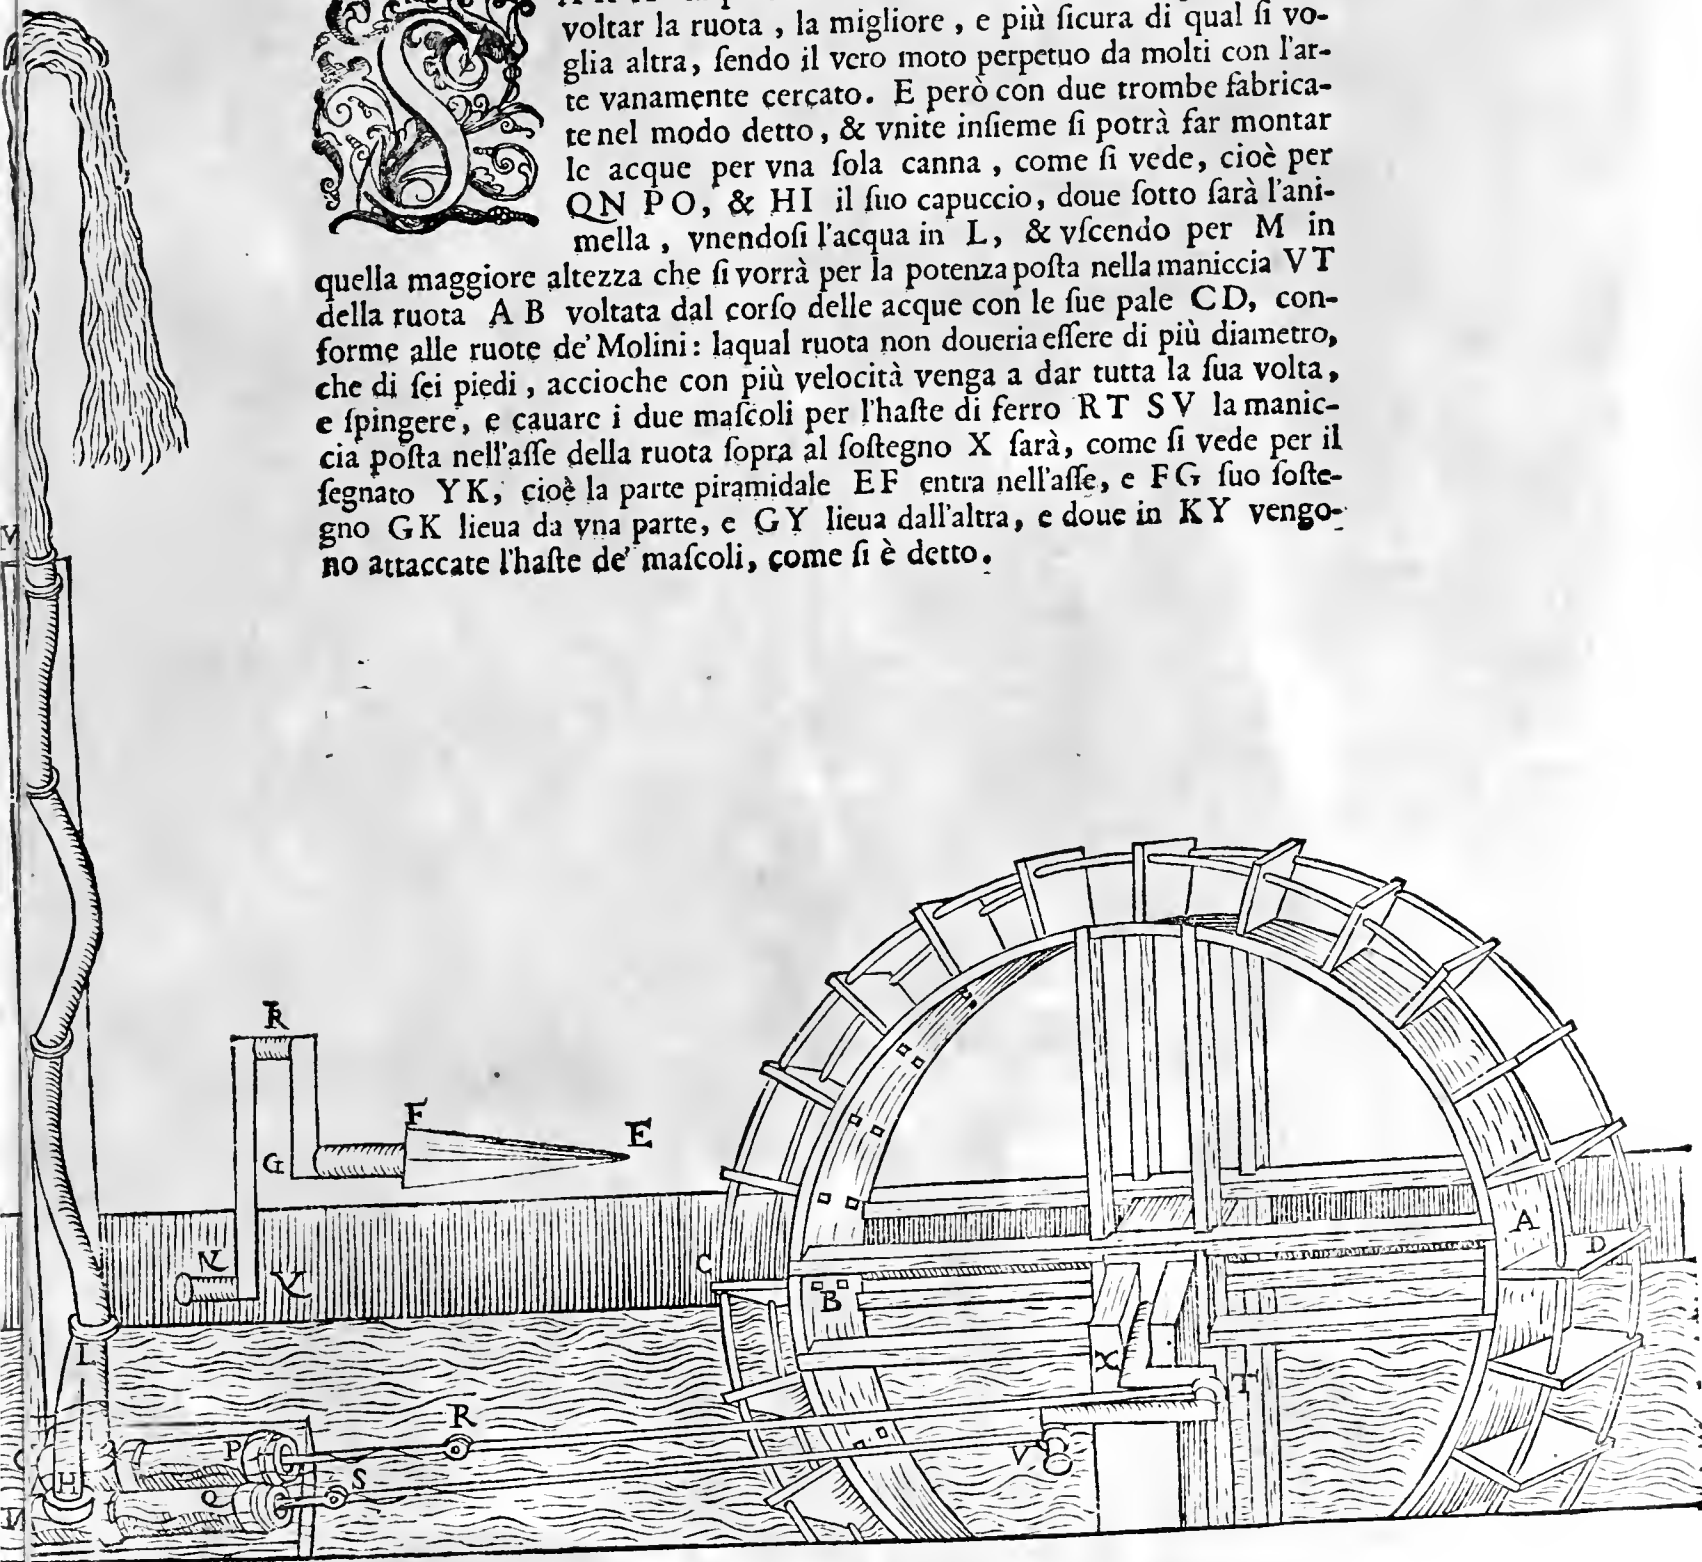 voltar la ruota , la migliore , e più ſicura di qual ſi vo-
glia altra, ſendo il vero moto perpetuo da molti con l'ar-
te vanamente cercato. E però con due trombe fabrica-
te nel modo detto, & vnite inſieme ſi potrà far montar
le acque per vna ſola canna , come ſi vede, cioè per
QN PO, & HI il ſuo capuccio, doue ſotto ſarà l'ani-
mella , vnendoſi l'acqua in L, & vſcendo per M in
quella maggiore altezza che ſi vorrà per la potenza poſta nella maniccia VT
della ruota A B voltata dal corſo delle acque con le ſue pale CD, con-
forme alle ruote de' Molini: laqual ruota non doueria eſſere di più diametro,
che di ſei piedi , accioche con più velocità venga a dar tutta la ſua volta,
e ſpingere, e cauare i due maſcoli per l'haſte di ferro RT SV la manic-
cia poſta nell'aſſe della ruota ſopra al ſoſtegno X ſarà, come ſi vede per il
ſegnato YK, cioè la parte piramidale EF entra nell'aſſe, e FG ſuo ſoſte-
gno GK lieua da vna parte, e GY lieua dall'altra, e doue in KY vengo-
no attaccate l'haſte de' maſcoli, come ſi è detto.
M
F
E
G
A
D
C
B
I
X
T
R
P
V
S
H
Q
N